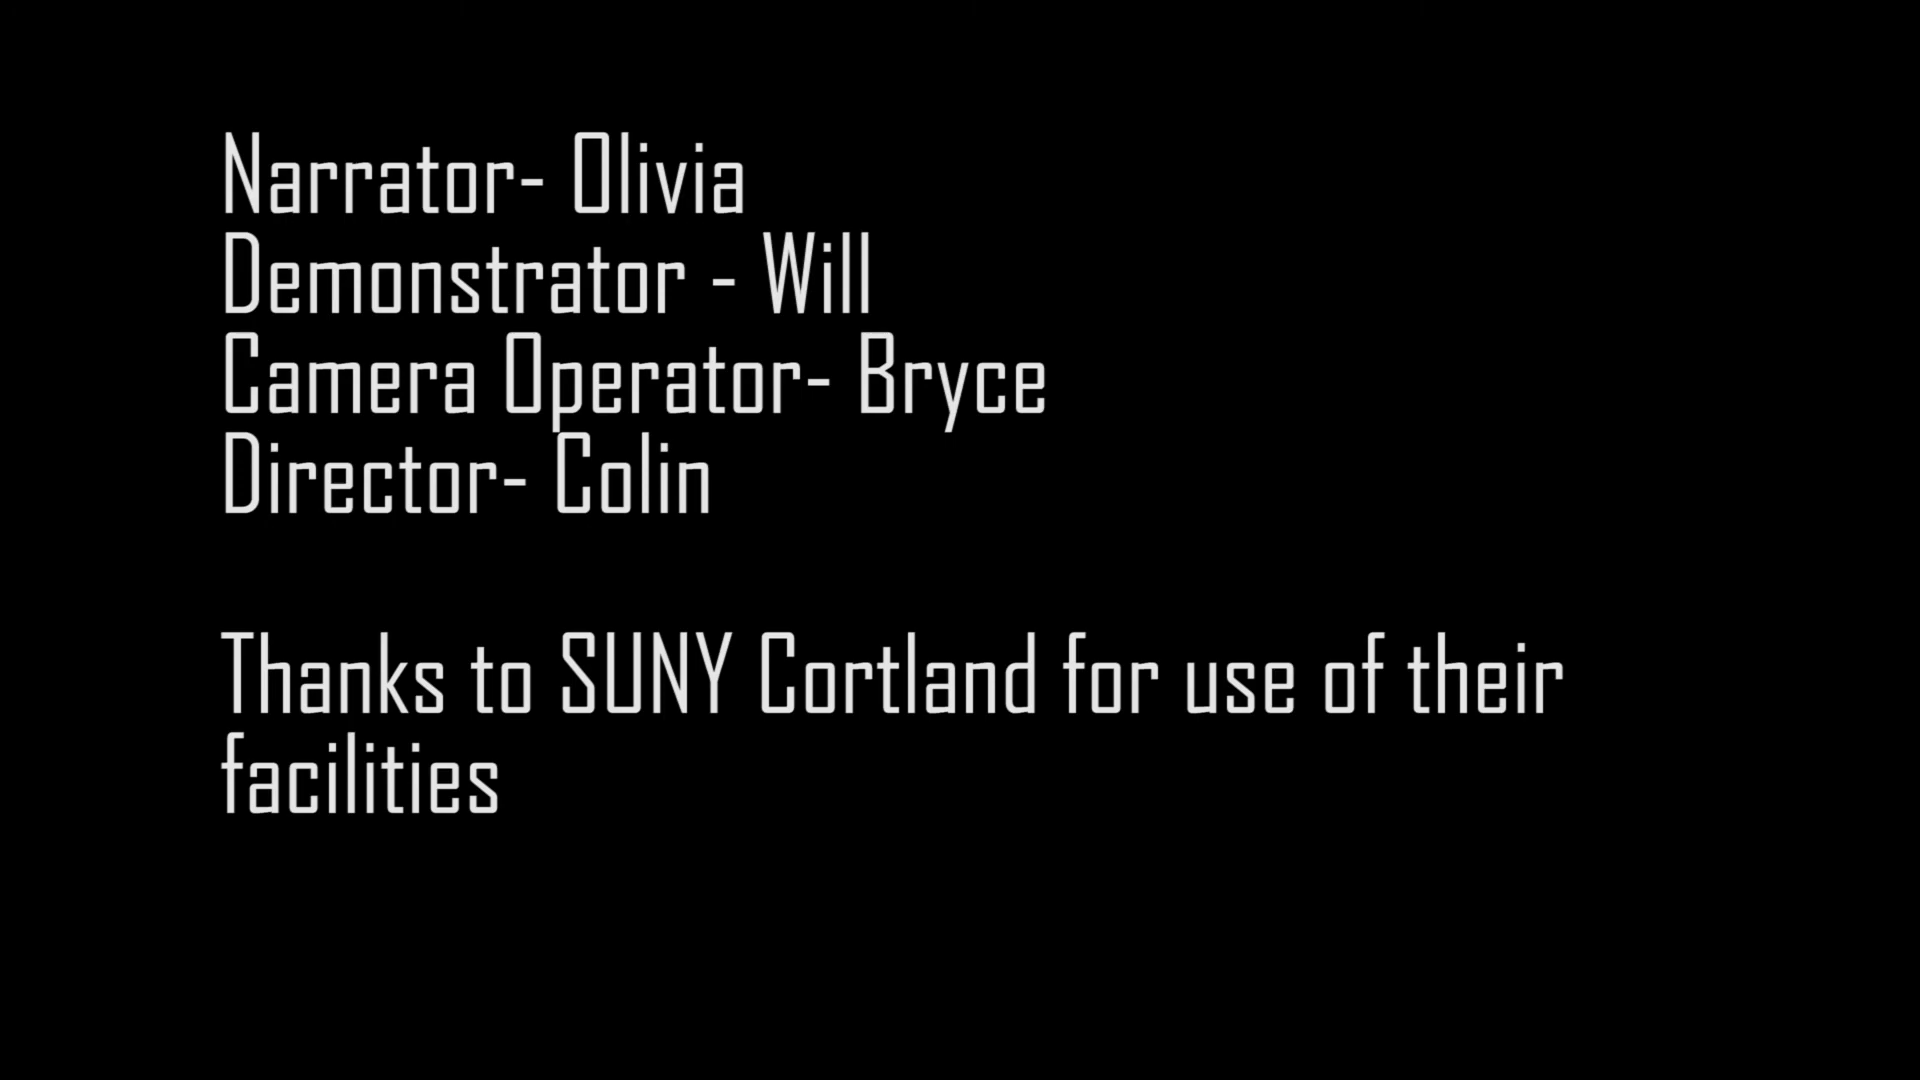 Narrator- Olivia
Demonstrator - Will
Camera Operator- Bryce
Director- Colin
Thanks to SUNY Cortland for use of their
facilities